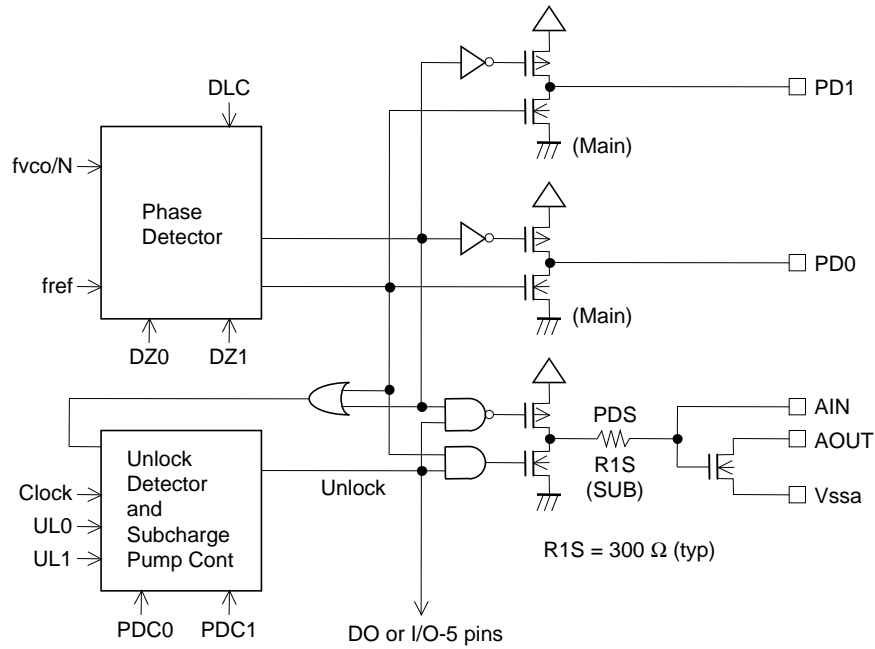 DLC
PD1
(Main)
fvco/N
Phase
Detector
PD0
fref
(Main)
DZ0
DZ1
PDS
AIN
AOUT
R1S
(SUB)
Vssa
Unlock
Detector
and
Subcharge
Pump Cont
Unlock
Clock
UL0
UL1
R1S = 300 Ω (typ)
PDC0
PDC1
DO or I/O-5 pins